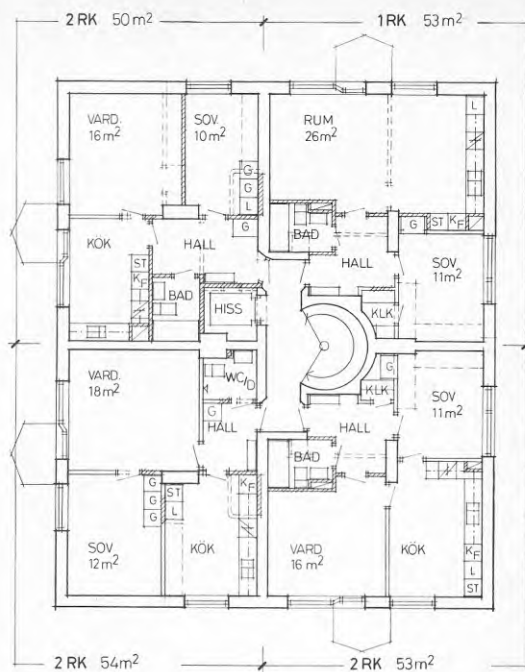 2 RK 50 m²
1 RK 53 m²
VARD.
16 m²
SOV.
10 m²
G
G
L
G
RUM
26 m²
L
KÖK
ST
KF
HALL
BAD
HISS
BAD
HALL
G
ST
KF
SOV
11 m²
KLK
VARD.
18 m²
WC/D
G
HALL
G
KLK
SOV
11 m²
HALL
BAD
G
G
G
ST
L
KF
SOV
12 m²
KÖK
VARD
16 m²
KÖK
KF
L
ST
2 RK 54 m²
2 RK 53 m²